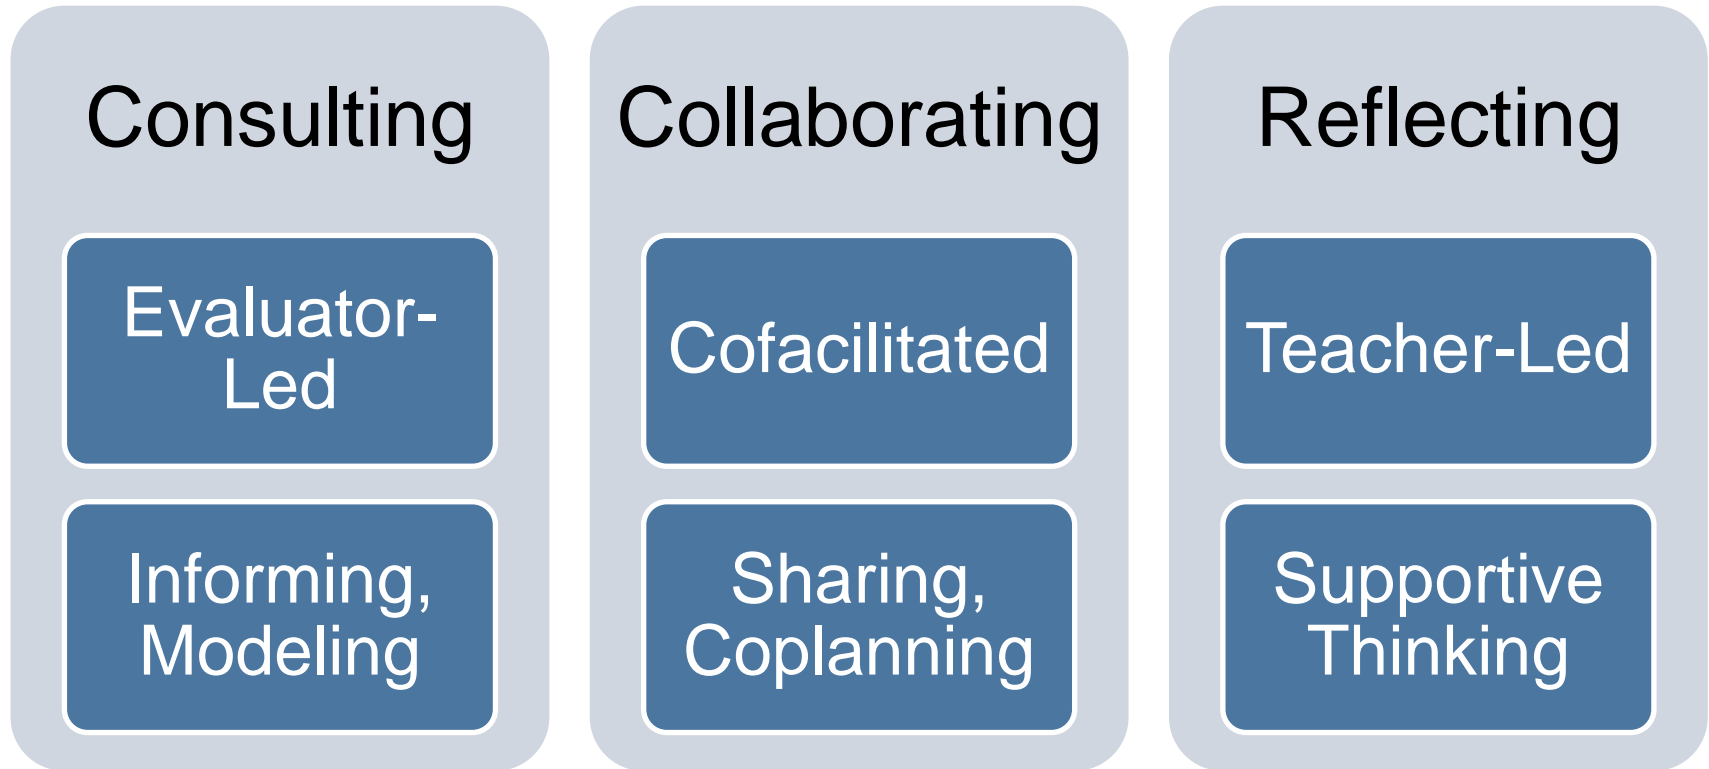 Consulting
Evaluator-
Led
Informing,
Modeling
Collaborating
Cofacilitated
Sharing,
Coplanning
Reflecting
Teacher-Led
Supportive
Thinking